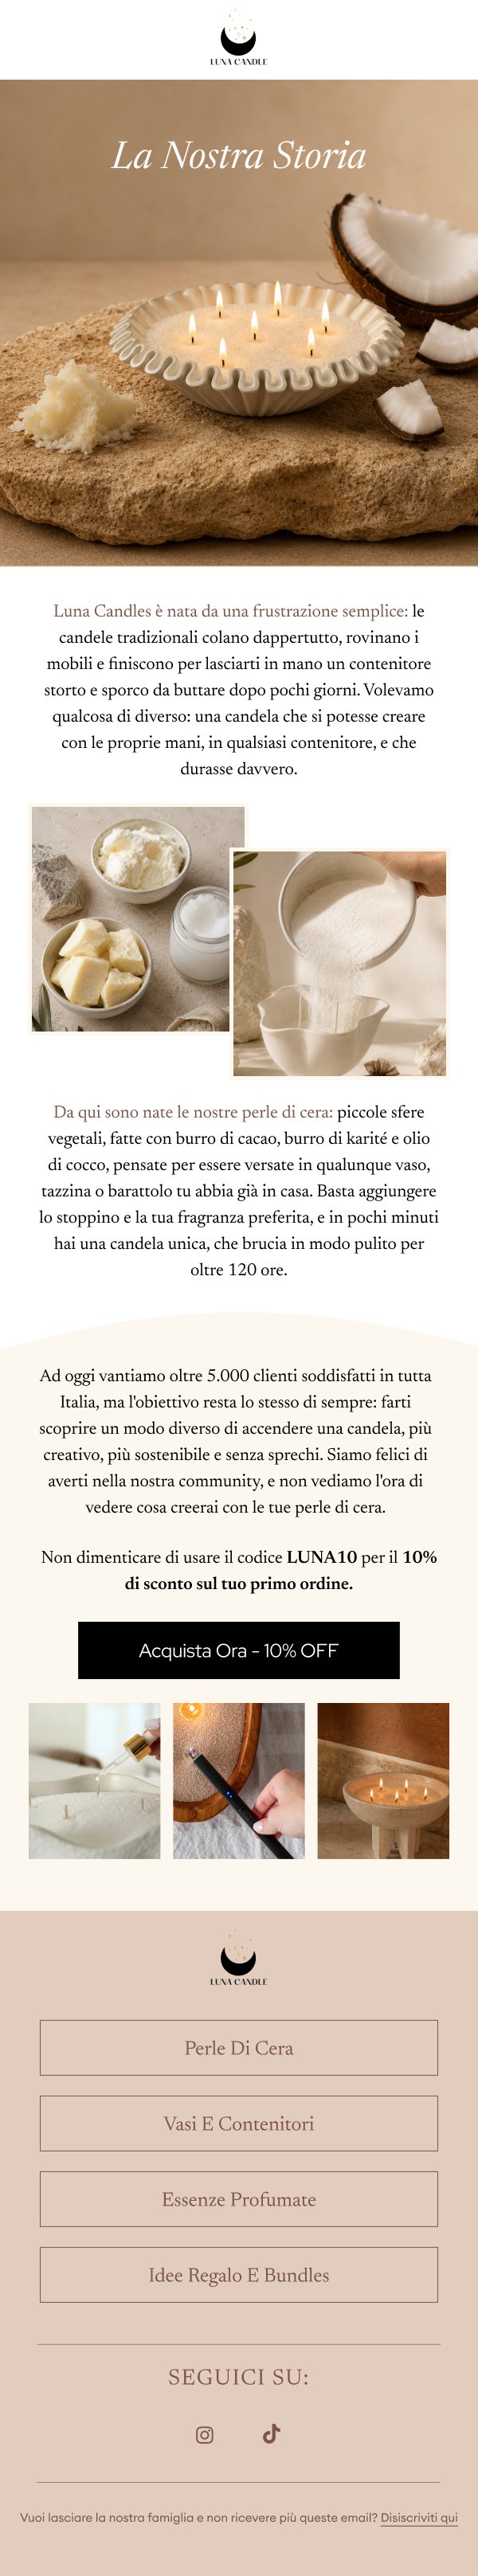 LUNA CANDLE
La Nostra Storia
Luna Candles è nata da una frustrazione semplice: le
candele tradizionali colano dappertutto, rovinano i
mobili e finiscono per lasciarti in mano un contenitore
storto e sporco da buttare dopo pochi giorni. Volevamo
qualcosa di diverso: una candela che si potesse creare
con le proprie mani, in qualsiasi contenitore, e che
durasse davvero.
Da qui sono nate le nostre perle di cera: piccole sfere
vegetali, fatte con burro di cacao, burro di karité e olio
di cocco, pensate per essere versate in qualunque vaso,
tazzina o barattolo tu abbia già in casa. Basta aggiungere
lo stoppino e la tua fragranza preferita, e in pochi minuti
hai una candela unica, che brucia in modo pulito per
oltre 120 ore.
Ad oggi vantiamo oltre 5.000 clienti soddisfatti in tutta
Italia, ma l'obiettivo resta lo stesso di sempre: farti
scoprire un modo diverso di accendere una candela, più
creativo, più sostenibile e senza sprechi. Siamo felici di
averti nella nostra community, e non vediamo l'ora di
vedere cosa creerai con le tue perle di cera.
Non dimenticare di usare il codice LUNA10 per il 10%
di sconto sul tuo primo ordine.
Acquista Ora - 10% OFF
LUNA CANDLE
Perle Di Cera
Vasi E Contenitori
Essenze Profumate
Idee Regalo E Bundles
SEGUICI SU:
Vuoi lasciare la nostra famiglia e non ricevere più queste email? Disiscriviti qui